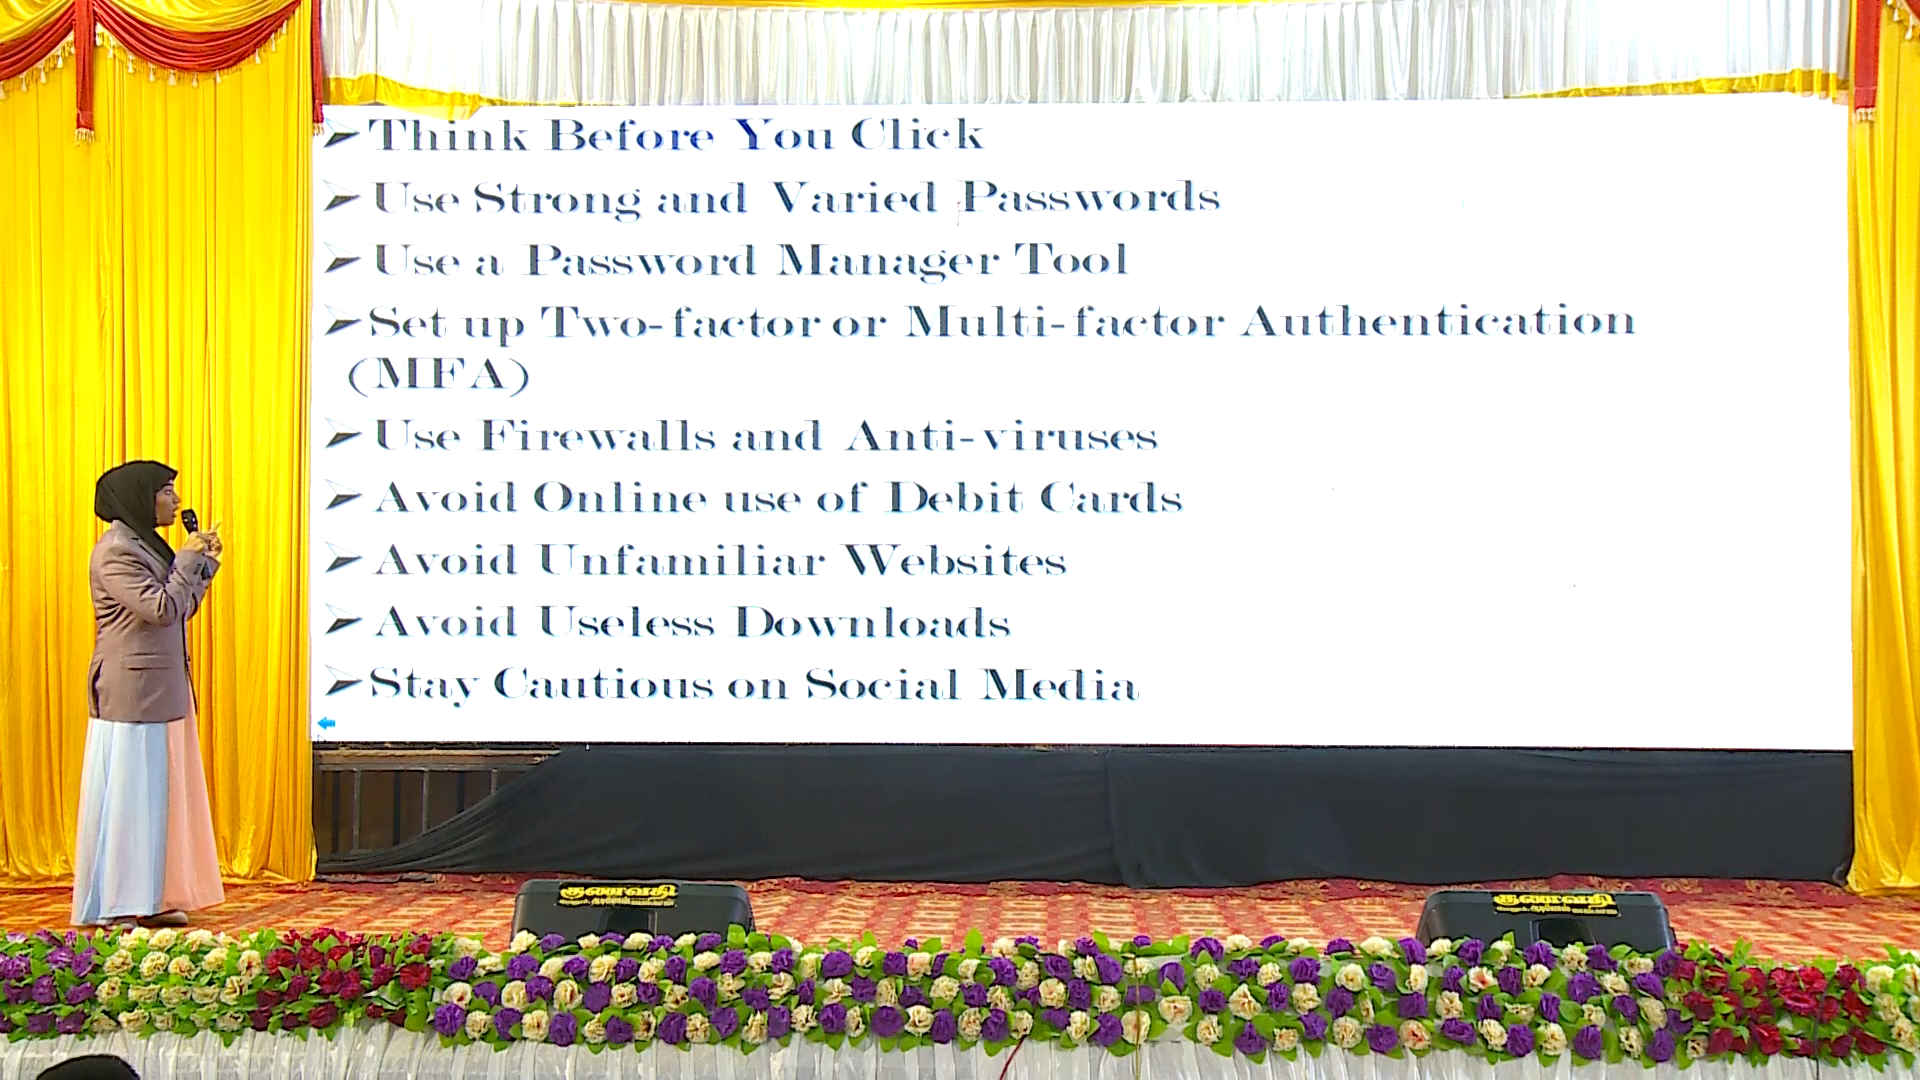 Think Before You Click
Use Strong and Varied Passwords
Use a Password Manager Tool
Set up Two-factor or Multi-factor Authentication
(MFA)
Use Firewalls and Anti-viruses
Avoid Online use of Debit Cards
Avoid Unfamiliar Websites
Avoid Useless Downloads
Stay Cautious on Social Media
குணவதி
குணவதி